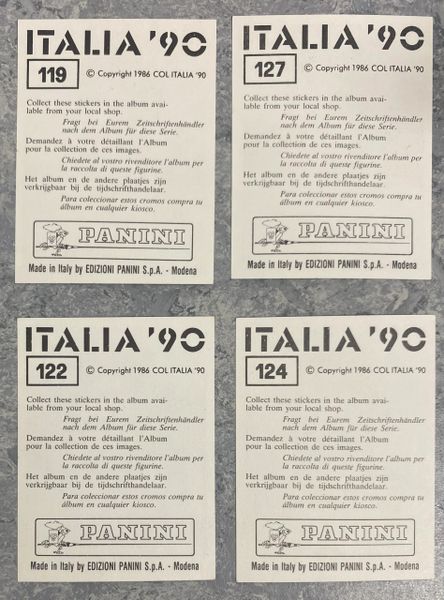 ITALIA '90
119 © Copyright 1986 COL ITALIA '90
Collect these stickers in the album avai-
lable from your local shop.
Fragt bei Eurem Zeitschriftenhändler
nach dem Album für diese Serie.
Demandez à votre détaillant l'Album
pour la collection de ces images.
Chiedete al vostro rivenditore l'album per
la raccolta di queste figurine.
Het album en de andere plaatjes zijn
verkrijgbaar bij de tijdschrifthandelaar.
Para coleccionar estos cromos compra tu
álbum en cualquier kiosco.
PANINI
Made in Italy by EDIZIONI PANINI S.p.A. - Modena
ITALIA '90
127 © Copyright 1986 COL ITALIA '90
Collect these stickers in the album avai-
lable from your local shop.
Fragt bei Eurem Zeitschriftenhändler
nach dem Album für diese Serie.
Demandez à votre détaillant l'Album
pour la collection de ces images.
Chiedete al vostro rivenditore l'album per
la raccolta di queste figurine.
Het album en de andere plaatjes zijn
verkrijgbaar bij de tijdschrifthandelaar.
Para coleccionar estos cromos compra tu
álbum en cualquier kiosco.
PANINI
Made in Italy by EDIZIONI PANINI S.p.A. - Modena
ITALIA '90
122 © Copyright 1986 COL ITALIA '90
Collect these stickers in the album avai-
lable from your local shop.
Fragt bei Eurem Zeitschriftenhändler
nach dem Album für diese Serie.
Demandez à votre détaillant l'Album
pour la collection de ces images.
Chiedete al vostro rivenditore l'album per
la raccolta di queste figurine.
Het album en de andere plaatjes zijn
verkrijgbaar bij de tijdschrifthandelaar.
Para coleccionar estos cromos compra tu
álbum en cualquier kiosco.
PANINI
Made in Italy by EDIZIONI PANINI S.p.A. - Modena
ITALIA '90
124 © Copyright 1986 COL ITALIA '90
Collect these stickers in the album avai-
lable from your local shop.
Fragt bei Eurem Zeitschriftenhändler
nach dem Album für diese Serie.
Demandez à votre détaillant l'Album
pour la collection de ces images.
Chiedete al vostro rivenditore l'album per
la raccolta di queste figurine.
Het album en de andere plaatjes zijn
verkrijgbaar bij de tijdschrifthandelaar.
Para coleccionar estos cromos compra tu
álbum en cualquier kiosco.
PANINI
Made in Italy by EDIZIONI PANINI S.p.A. - Modena